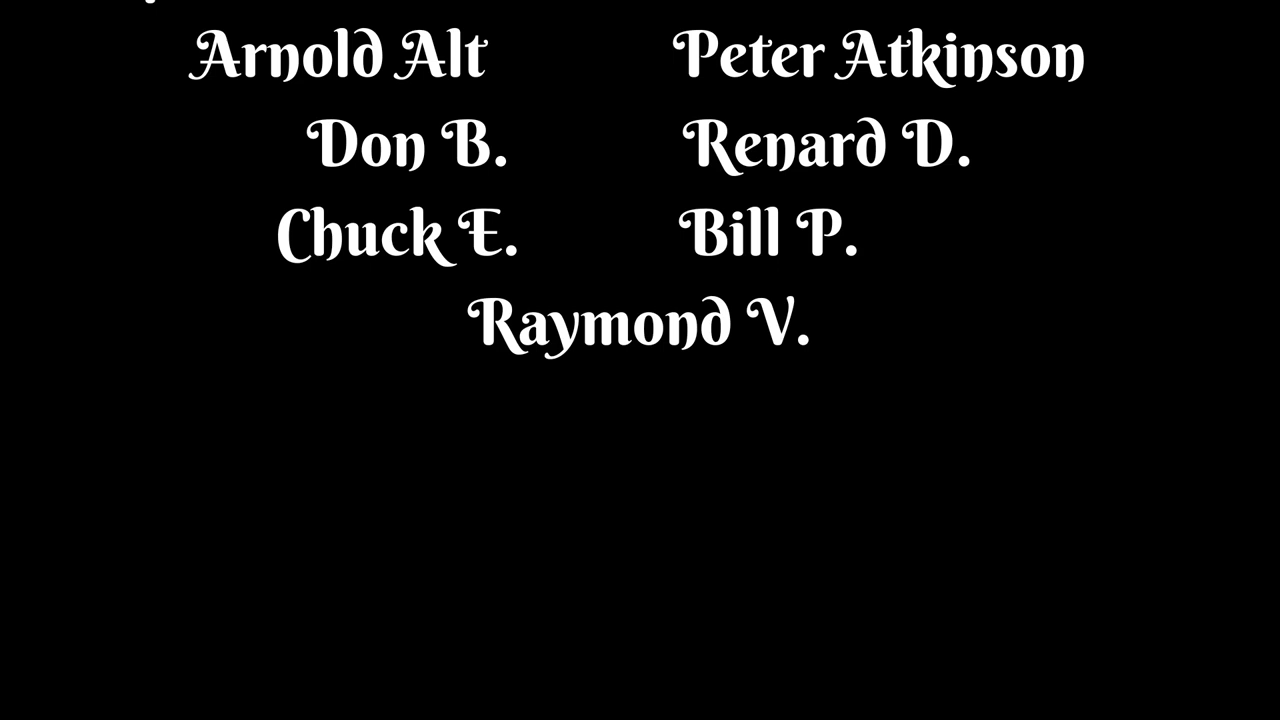 Arnold Alt Peter Atkinson
Don B. Renard D.
Chuck E. Bill P.
Raymond V.